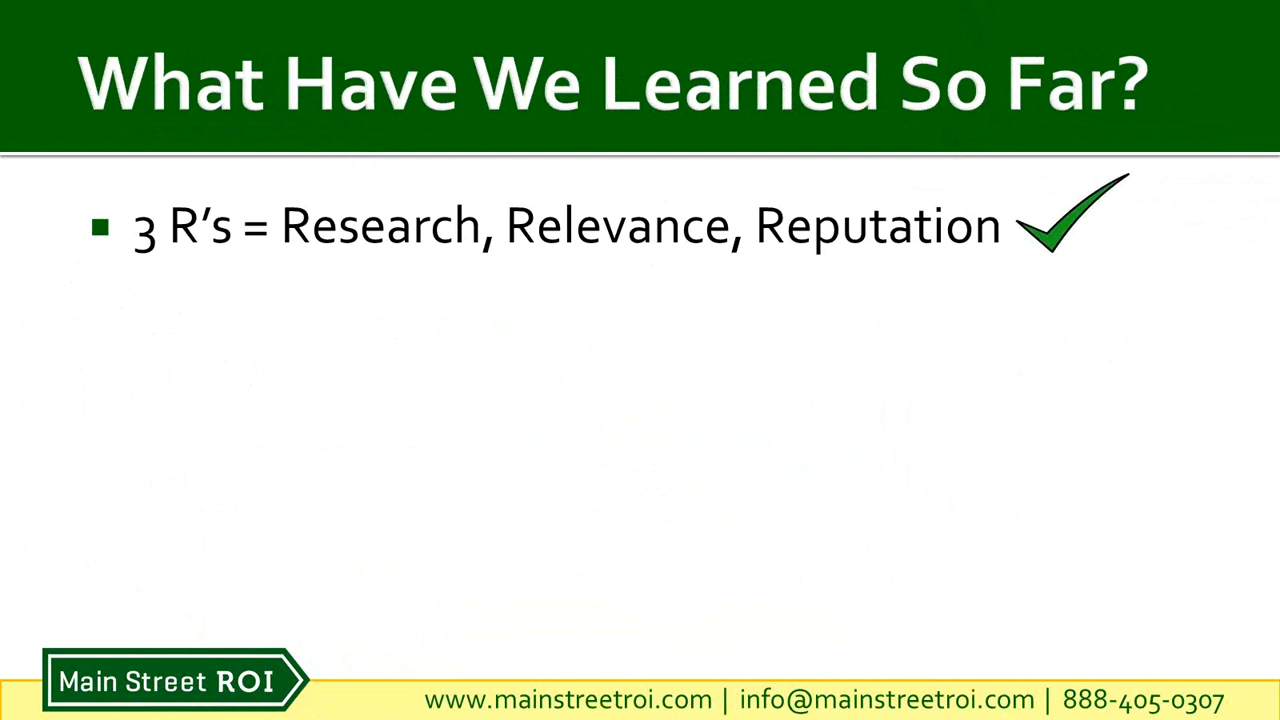 What Have We Learned So Far?
3 R’s = Research, Relevance, Reputation
Main Street ROI
www.mainstreetroi.com | info@mainstreetroi.com | 888-405-0307